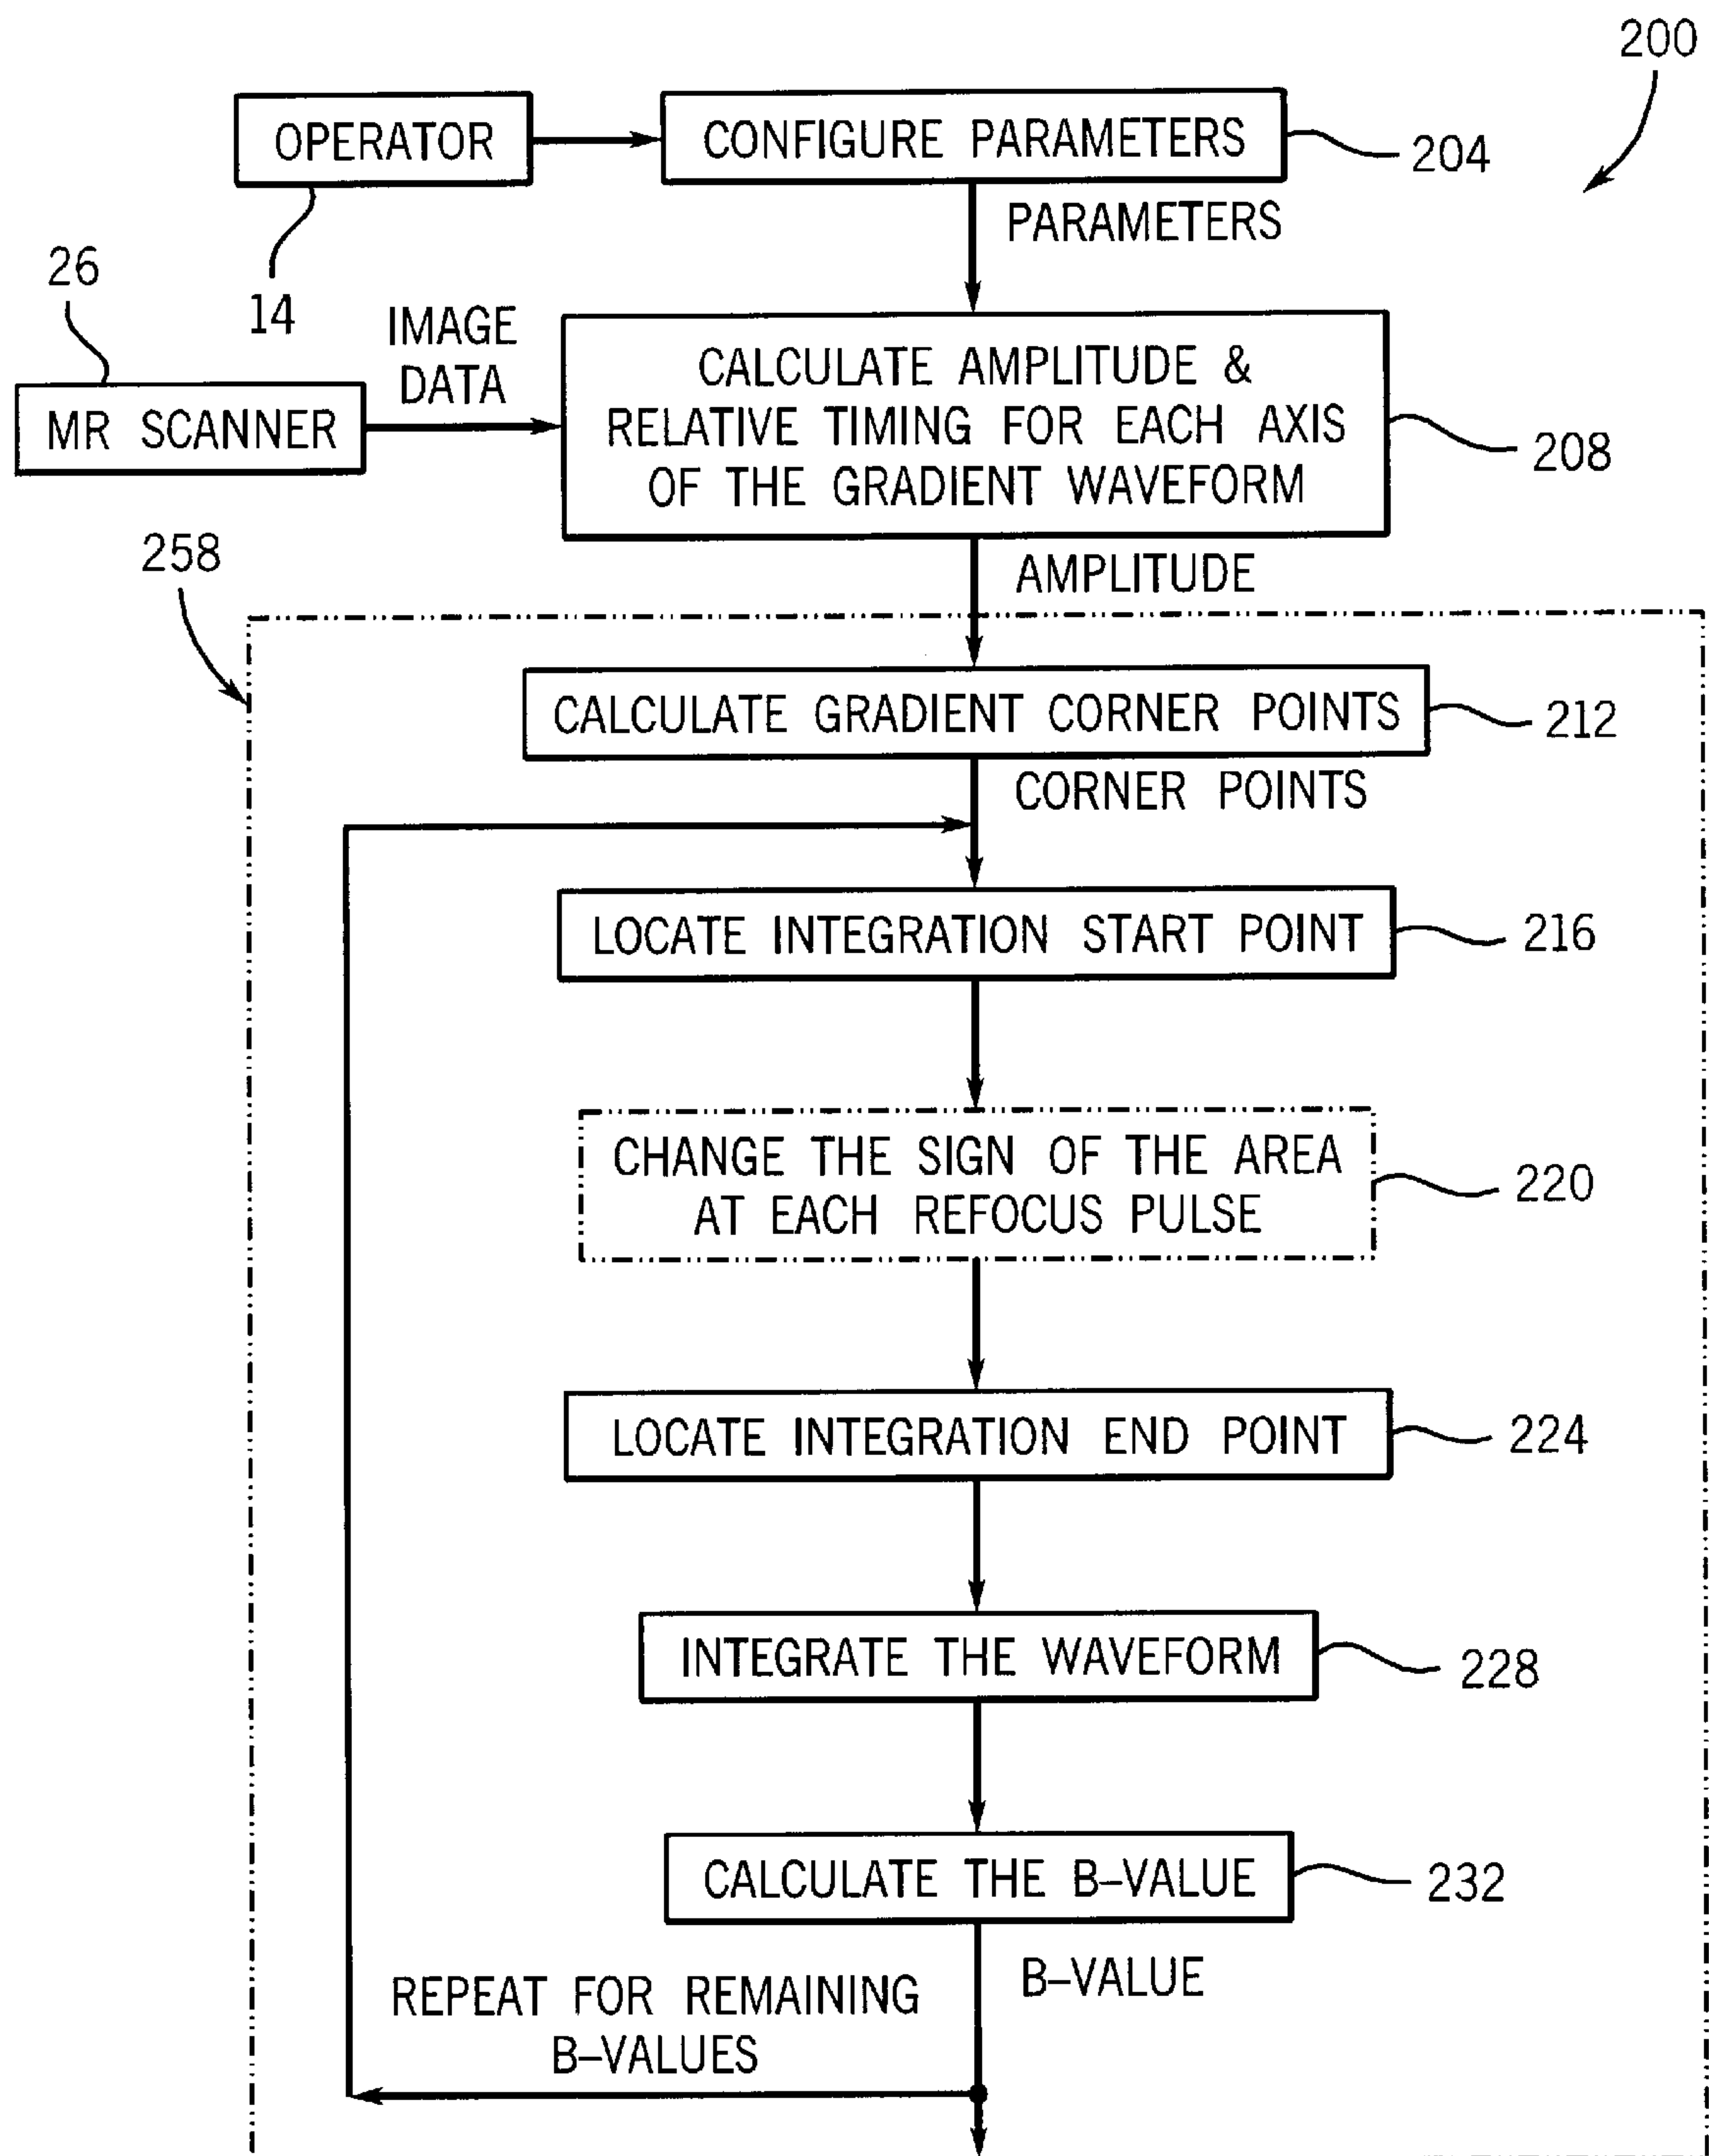 200
OPERATOR
CONFIGURE PARAMETERS
204
14
PARAMETERS
26
MR SCANNER
IMAGE
DATA
CALCULATE AMPLITUDE &
RELATIVE TIMING FOR EACH AXIS
OF THE GRADIENT WAVEFORM
208
258
AMPLITUDE
CALCULATE GRADIENT CORNER POINTS
212
CORNER POINTS
LOCATE INTEGRATION START POINT
216
CHANGE THE SIGN OF THE AREA
AT EACH REFOCUS PULSE
220
LOCATE INTEGRATION END POINT
224
INTEGRATE THE WAVEFORM
228
CALCULATE THE B–VALUE
232
B–VALUE
REPEAT FOR REMAINING
B–VALUES